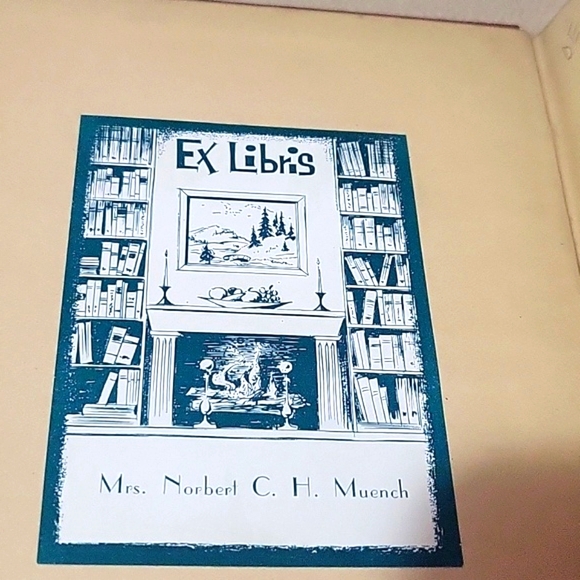 Ex Libris
Mrs. Norbert C. H. Muench